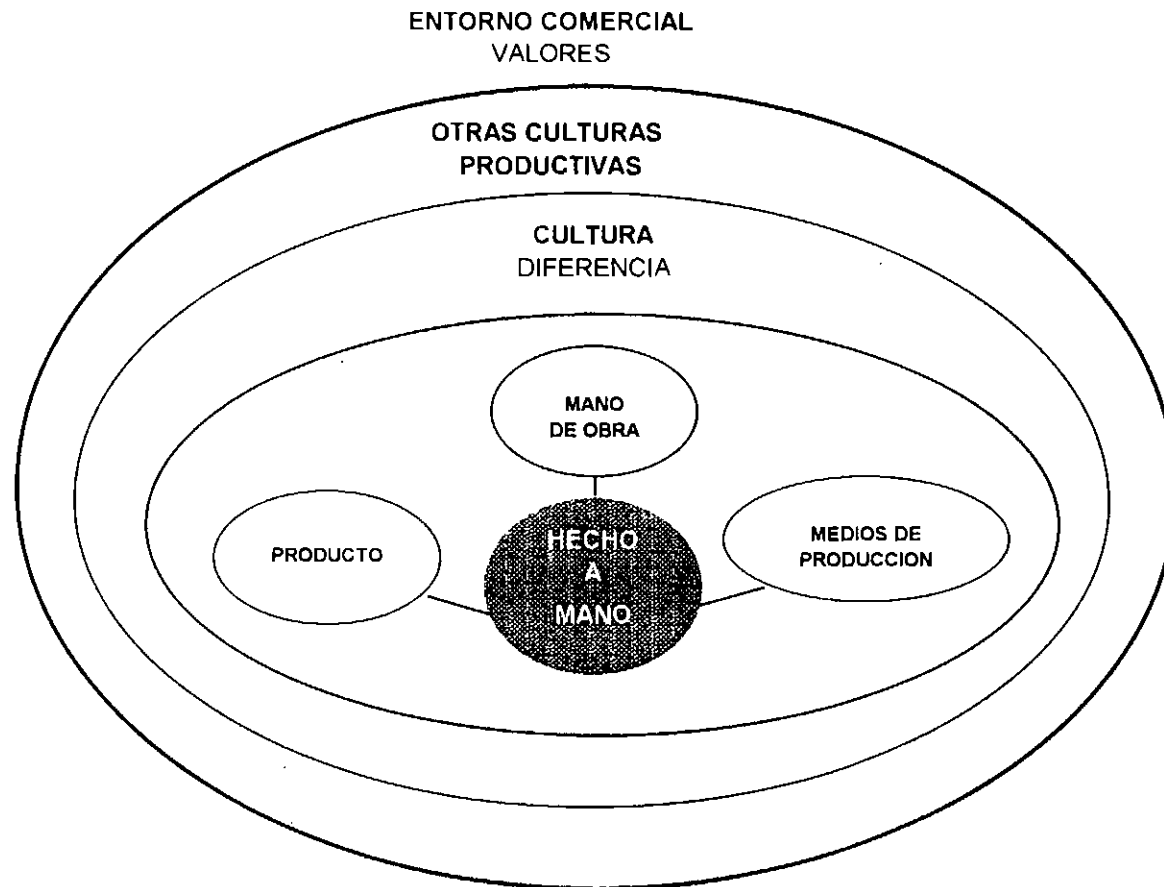 ENTORNO COMERCIAL
VALORES
OTRAS CULTURAS
PRODUCTIVAS
CULTURA
DIFERENCIA
MANO
DE OBRA
PRODUCTO
HECHO
A
MANO
MEDIOS DE
PRODUCCION